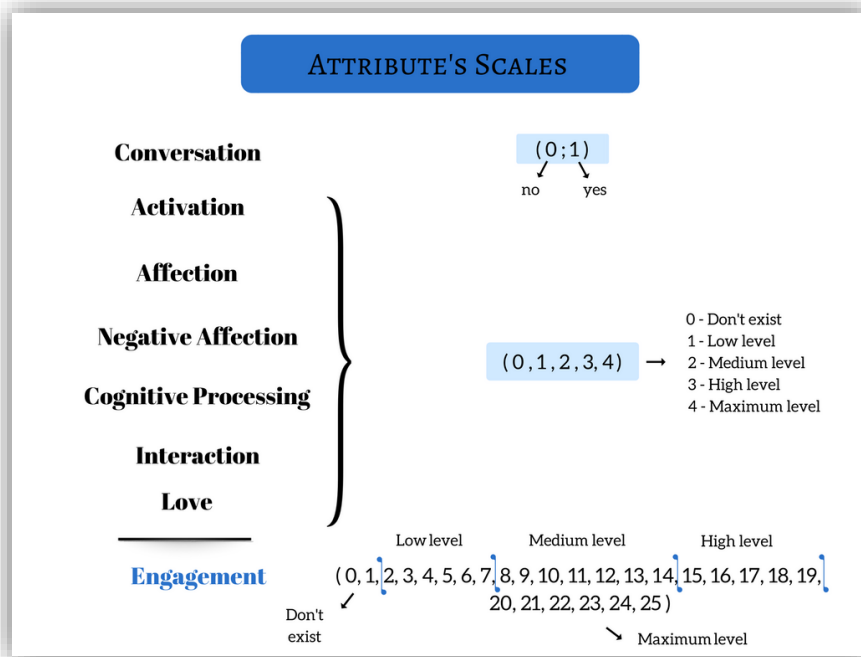 ATTRIBUTE'S SCALES
Conversation
(0;1)
no yes
Activation
Affection
Negative Affection
Cognitive Processing
Interaction
Love
(0,1,2,3,4)
0 - Don't exist
1 - Low level
2 - Medium level
3 - High level
4 - Maximum level
Low level Medium level High level
Engagement
(0, 1, 2, 3, 4, 5, 6, 7, 8, 9, 10, 11, 12, 13, 14, 15, 16, 17, 18, 19,
20, 21, 22, 23, 24, 25)
Don't
exist
Maximum level